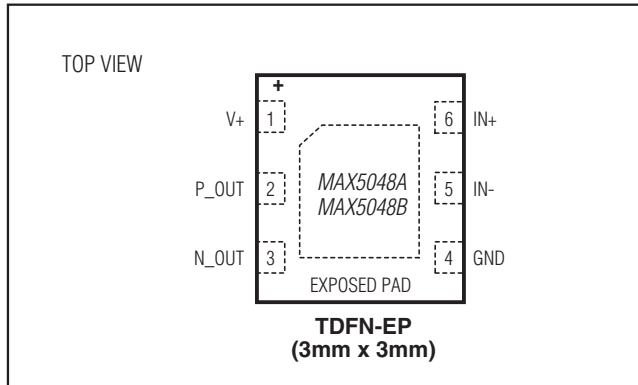 TOP VIEW
+
V+ 1
6 IN+
P_OUT 2
MAX5048A
MAX5048B
5 IN-
N_OUT 3
4 GND
EXPOSED PAD
TDFN-EP
(3mm x 3mm)